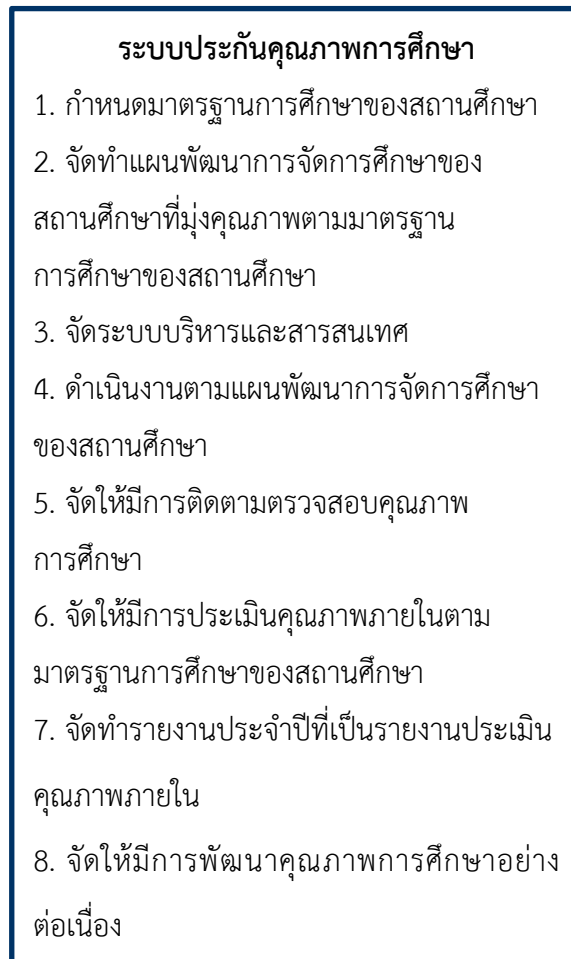 ระบบประกันคุณภาพการศึกษา
1. กำหนดมาตรฐานการศึกษาของสถานศึกษา
2. จัดทำแผนพัฒนาการจัดการศึกษาของ
สถานศึกษาที่มุ่งคุณภาพตามมาตรฐาน
การศึกษาของสถานศึกษา
3. จัดระบบบริหารและสารสนเทศ
4. ดำเนินงานตามแผนพัฒนาการจัดการศึกษา
ของสถานศึกษา
5. จัดให้มีการติดตามตรวจสอบคุณภาพ
การศึกษา
6. จัดให้มีการประเมินคุณภาพภายในตาม
มาตรฐานการศึกษาของสถานศึกษา
7. จัดทำรายงานประจำปีที่เป็นรายงานประเมิน
คุณภาพภายใน
8. จัดให้มีการพัฒนาคุณภาพการศึกษาอย่าง
ต่อเนื่อง